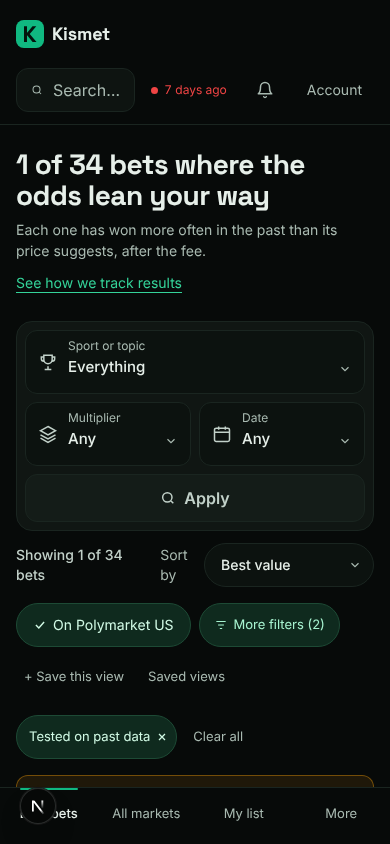 Kismet
Search...
7 days ago
Account
1 of 34 bets where the
odds lean your way
Each one has won more often in the past than its
price suggests, after the fee.
See how we track results
Sport or topic
Everything
Multiplier
Any
Date
Any
Apply
Showing 1 of 34
bets
Sort
by
Best value
On Polymarket US
More filters (2)
+ Save this view
Saved views
Tested on past data ×
Clear all
N
bets
All markets
My list
More